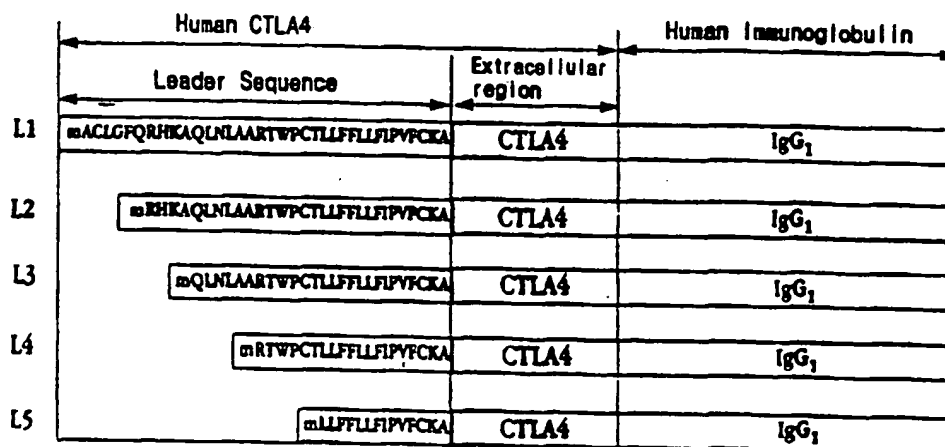 Human CTLA4
Human Immunoglobulin
Leader Sequence
Extracellular
region
L1 mACLGFQRHKAQLNLAARTWPCTLLFFLLFIPVFCKA CTLA4 IgG1
L2 mRHKAQLNLAARTWPCTLLFFLLFIPVFCKA CTLA4 IgG1
L3 mQLNLAARTWPCTLLFFLLFIPVFCKA CTLA4 IgG1
L4 mRTWPCTLLFFLLFIPVFCKA CTLA4 IgG1
L5 mLLFFLLFIPVFCKA CTLA4 IgG1